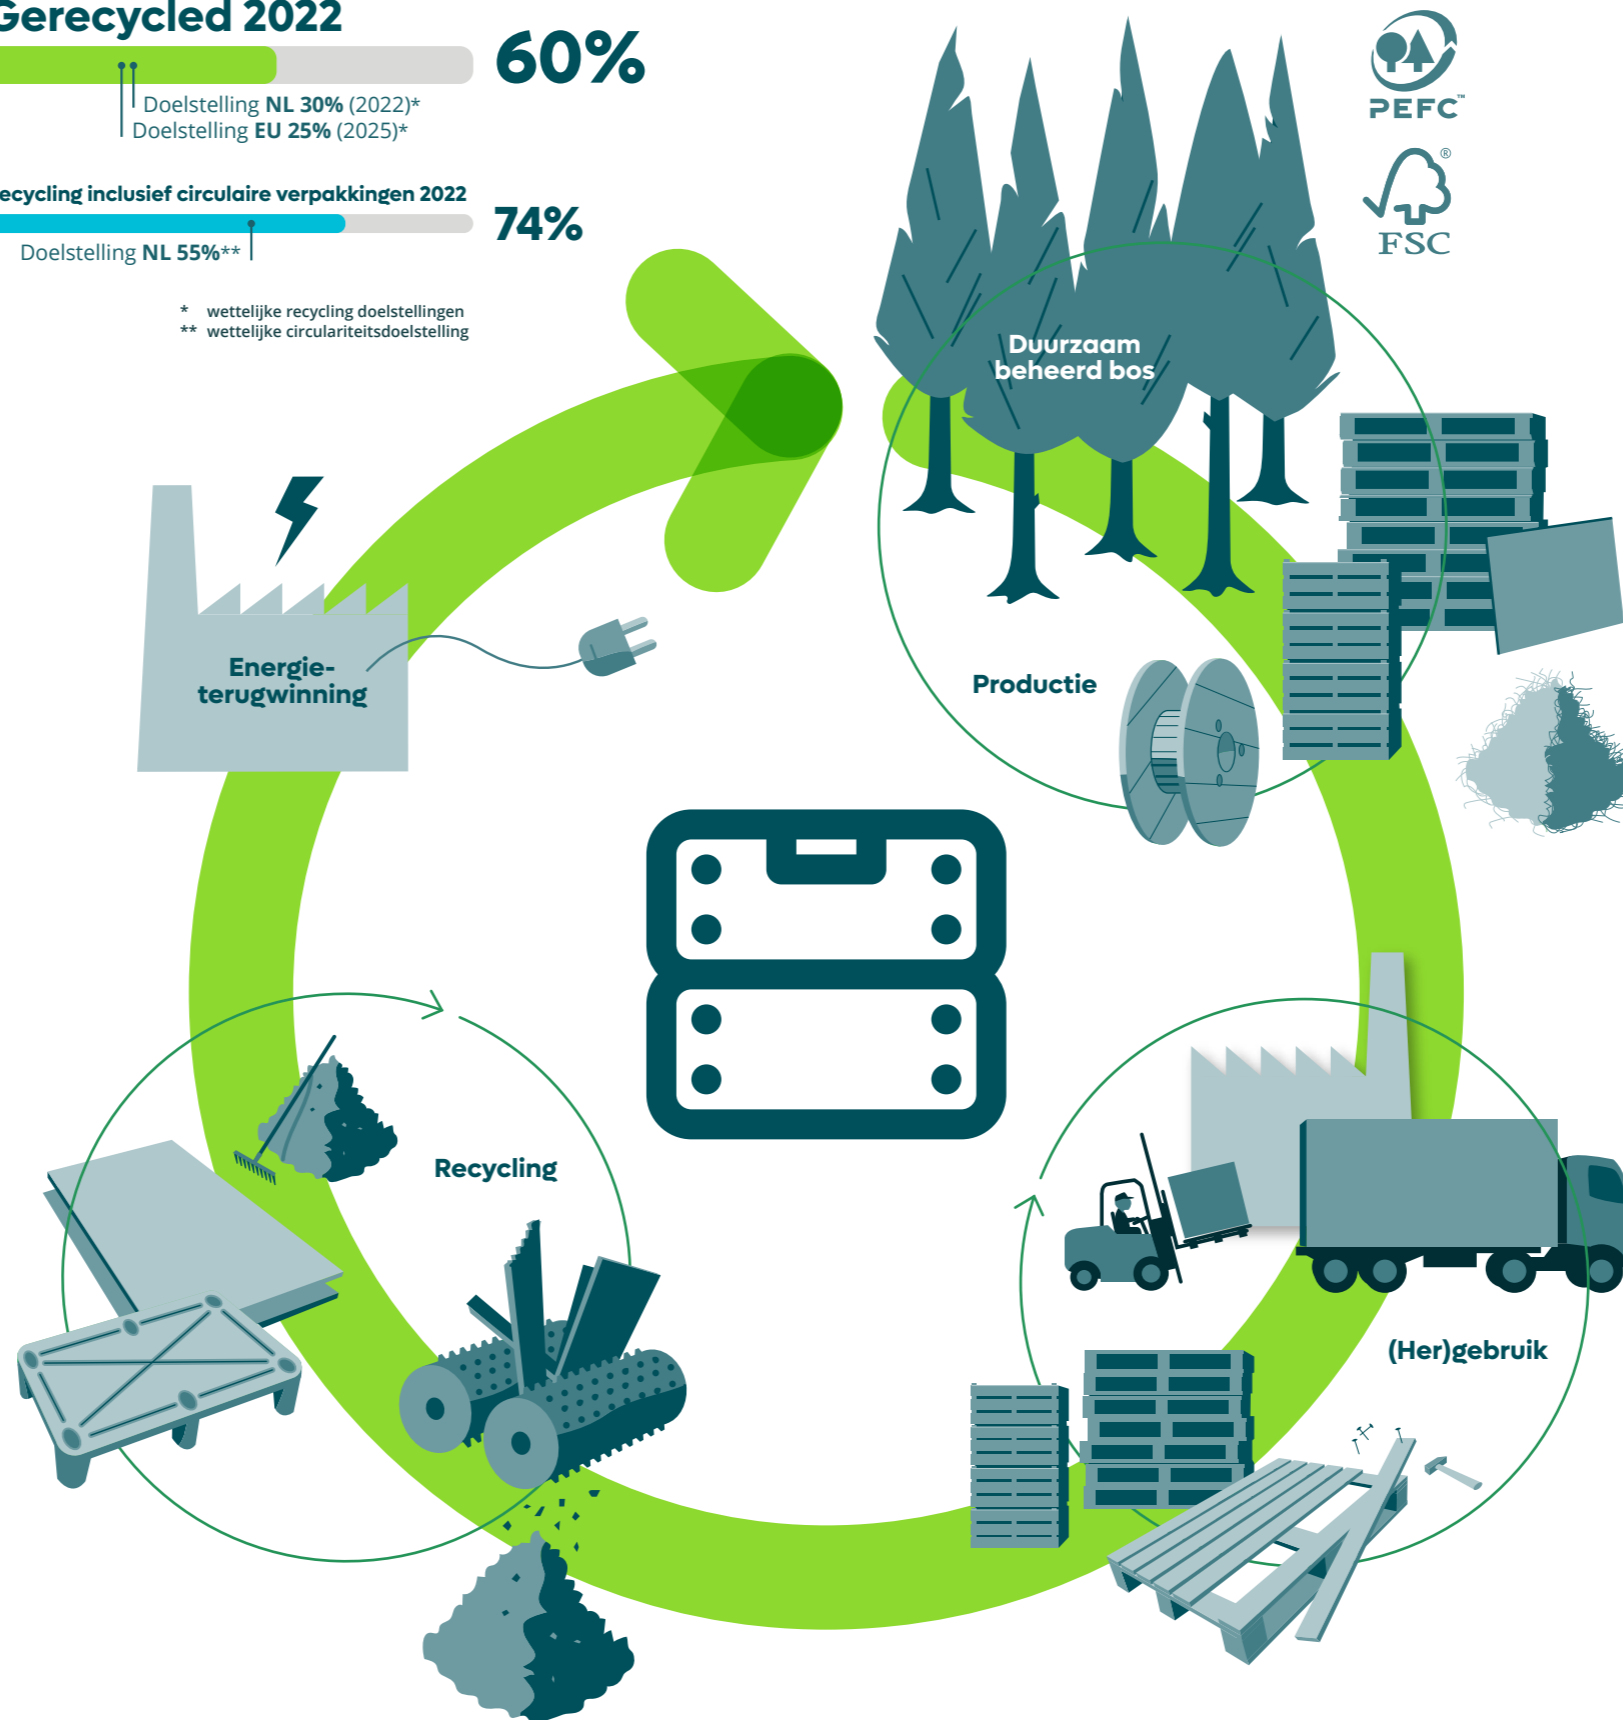 Gerecycled 2022
60%
Doelstelling NL 30% (2022)*
Doelstelling EU 25% (2025)*
ecycling inclusief circulaire verpakkingen 2022
74%
Doelstelling NL 55%**
* wettelijke recycling doelstellingen
** wettelijke circulariteitsdoelstelling
PEFC™
®
FSC
Duurzaam
beheerd bos
Energie-
terugwinning
Productie
Recycling
(Her)gebruik